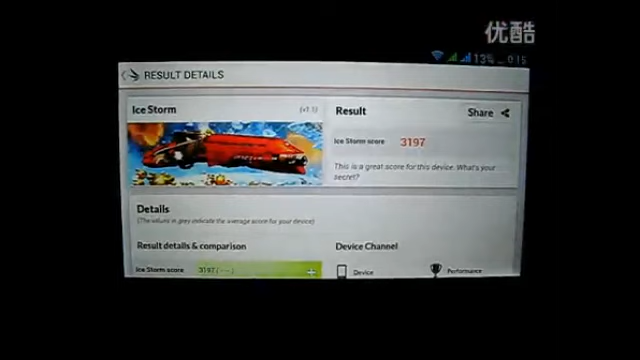 优酷
13% 0:15
RESULT DETAILS
Ice Storm (v1.1)
Result Share
Ice Storm score 3197
This is a great score for this device. What's your
secret?
Details
(The values in grey indicate the average score for your device)
Result details & comparison
Device Channel
Ice Storm score 3197 (---)
Device
Performance